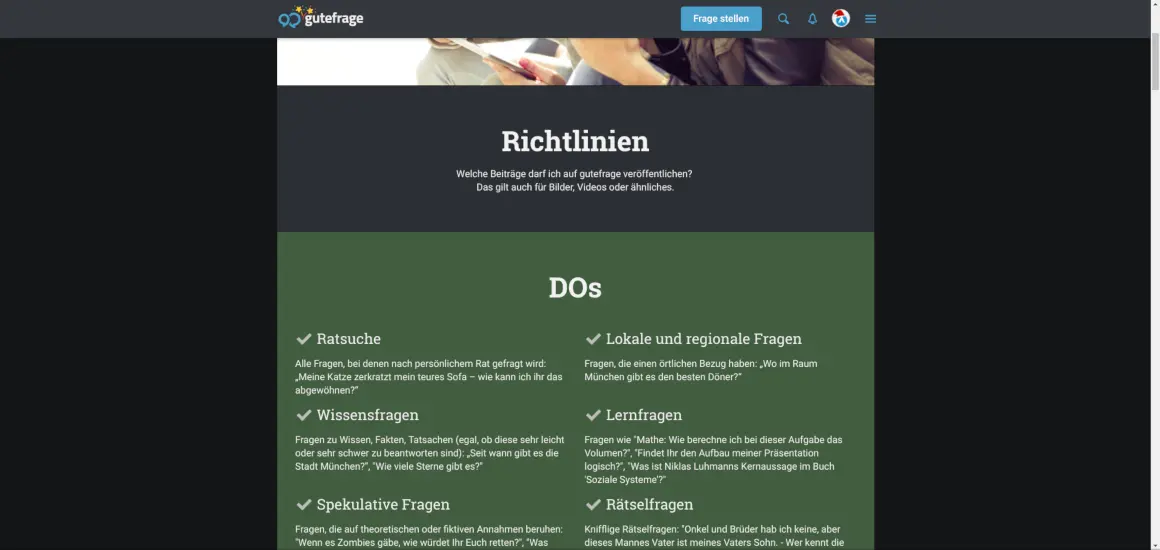 gutefrage
Frage stellen
Richtlinien
Welche Beiträge darf ich auf gutefrage veröffentlichen?
Das gilt auch für Bilder, Videos oder ähnliches.
DOs
Ratsuche
Alle Fragen, bei denen nach persönlichem Rat gefragt wird:
„Meine Katze zerkratzt mein teures Sofa – wie kann ich ihr das
abgewöhnen?“
Lokale und regionale Fragen
Fragen, die einen örtlichen Bezug haben: „Wo im Raum
München gibt es den besten Döner?“
Wissensfragen
Fragen zu Wissen, Fakten, Tatsachen (egal, ob diese sehr leicht
oder sehr schwer zu beantworten sind): „Seit wann gibt es die
Stadt München?", "Wie viele Sterne gibt es?"
Lernfragen
Fragen wie "Mathe: Wie berechne ich bei dieser Aufgabe das
Volumen?", "Findet Ihr den Aufbau meiner Präsentation
logisch?", "Was ist Niklas Luhmanns Kernaussage im Buch
'Soziale Systeme'?"
Spekulative Fragen
Fragen, die auf theoretischen oder fiktiven Annahmen beruhen:
"Wenn es Zombies gäbe, wie würdet Ihr Euch retten?", "Was
Rätselfragen
Knifflige Rätselfragen: "Onkel und Brüder hab ich keine, aber
dieses Mannes Vater ist meines Vaters Sohn. - Wer kennt die